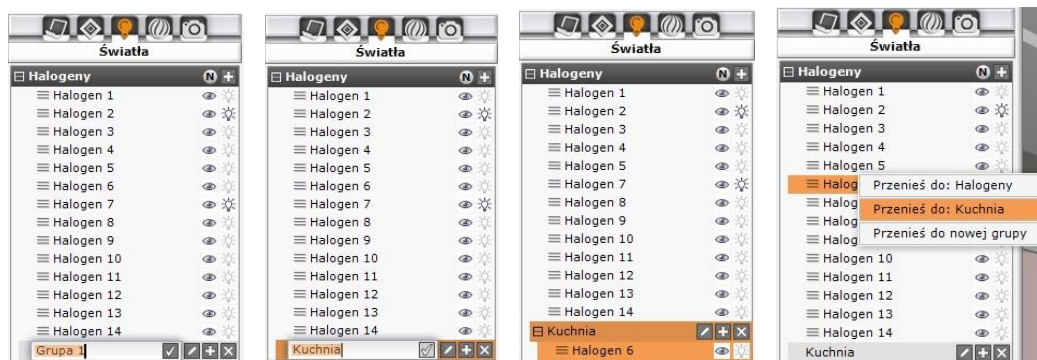 Światła
Halogeny N
Halogen 1
Halogen 2
Halogen 3
Halogen 4
Halogen 5
Halogen 6
Halogen 7
Halogen 8
Halogen 9
Halogen 10
Halogen 11
Halogen 12
Halogen 13
Halogen 14
Grupa 1
Światła
Halogeny N
Halogen 1
Halogen 2
Halogen 3
Halogen 4
Halogen 5
Halogen 6
Halogen 7
Halogen 8
Halogen 9
Halogen 10
Halogen 11
Halogen 12
Halogen 13
Halogen 14
Kuchnia
Światła
Halogeny N
Halogen 1
Halogen 2
Halogen 3
Halogen 4
Halogen 5
Halogen 7
Halogen 8
Halogen 9
Halogen 10
Halogen 11
Halogen 12
Halogen 13
Halogen 14
Kuchnia
Halogen 6
Światła
Halogeny N
Halogen 1
Halogen 2
Halogen 3
Halogen 4
Halogen 5
Halog
Przenieś do: Halogeny
Halog
Przenieś do: Kuchnia
Halog
Halog
Przenieś do nowej grupy
Halogen 10
Halogen 11
Halogen 12
Halogen 13
Halogen 14
Kuchnia